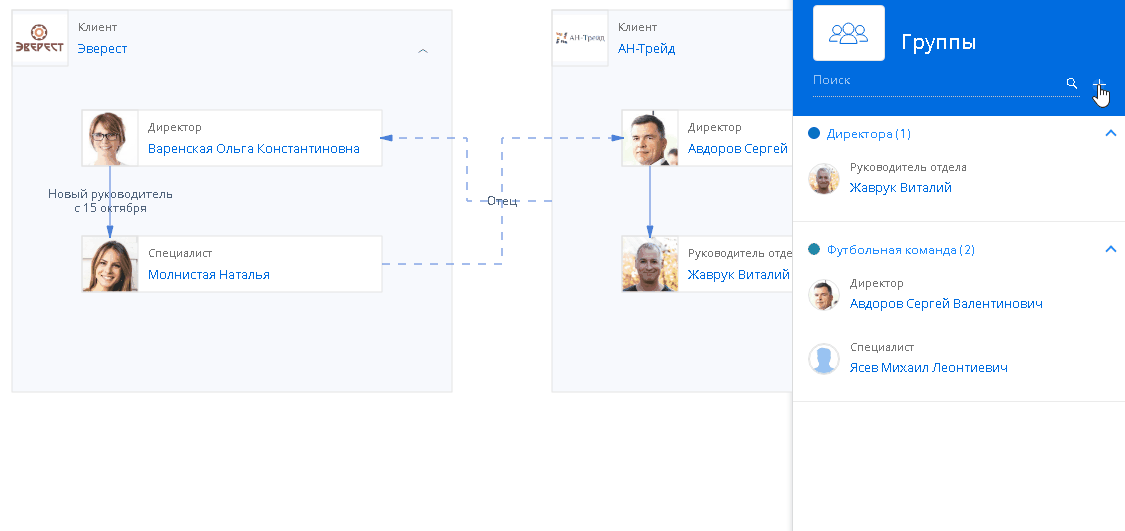 ЭВЕРЕСТ
Клиент
Эверест
Директор
Варенская Ольга Константиновна
Новый руководитель
с 15 октября
Специалист
Молнистая Наталья
Отец
АН-Трейд
Клиент
АН-Трейд
Директор
Авдоров Сергей
Руководитель отде
Жаврук Виталий
Группы
Поиск
Директора (1)
Руководитель отдела
Жаврук Виталий
Футбольная команда (2)
Директор
Авдоров Сергей Валентинович
Специалист
Ясев Михаил Леонтиевич